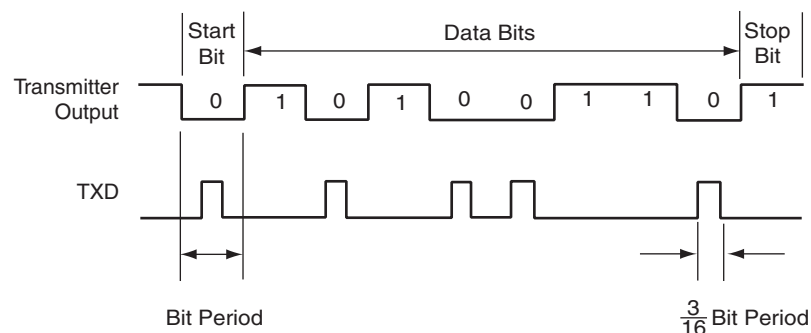 Start
Bit
Data Bits
Stop
Bit
Transmitter
Output
0 1 0 1 0 0 1 1 0 1
TXD
Bit Period
3/16 Bit Period